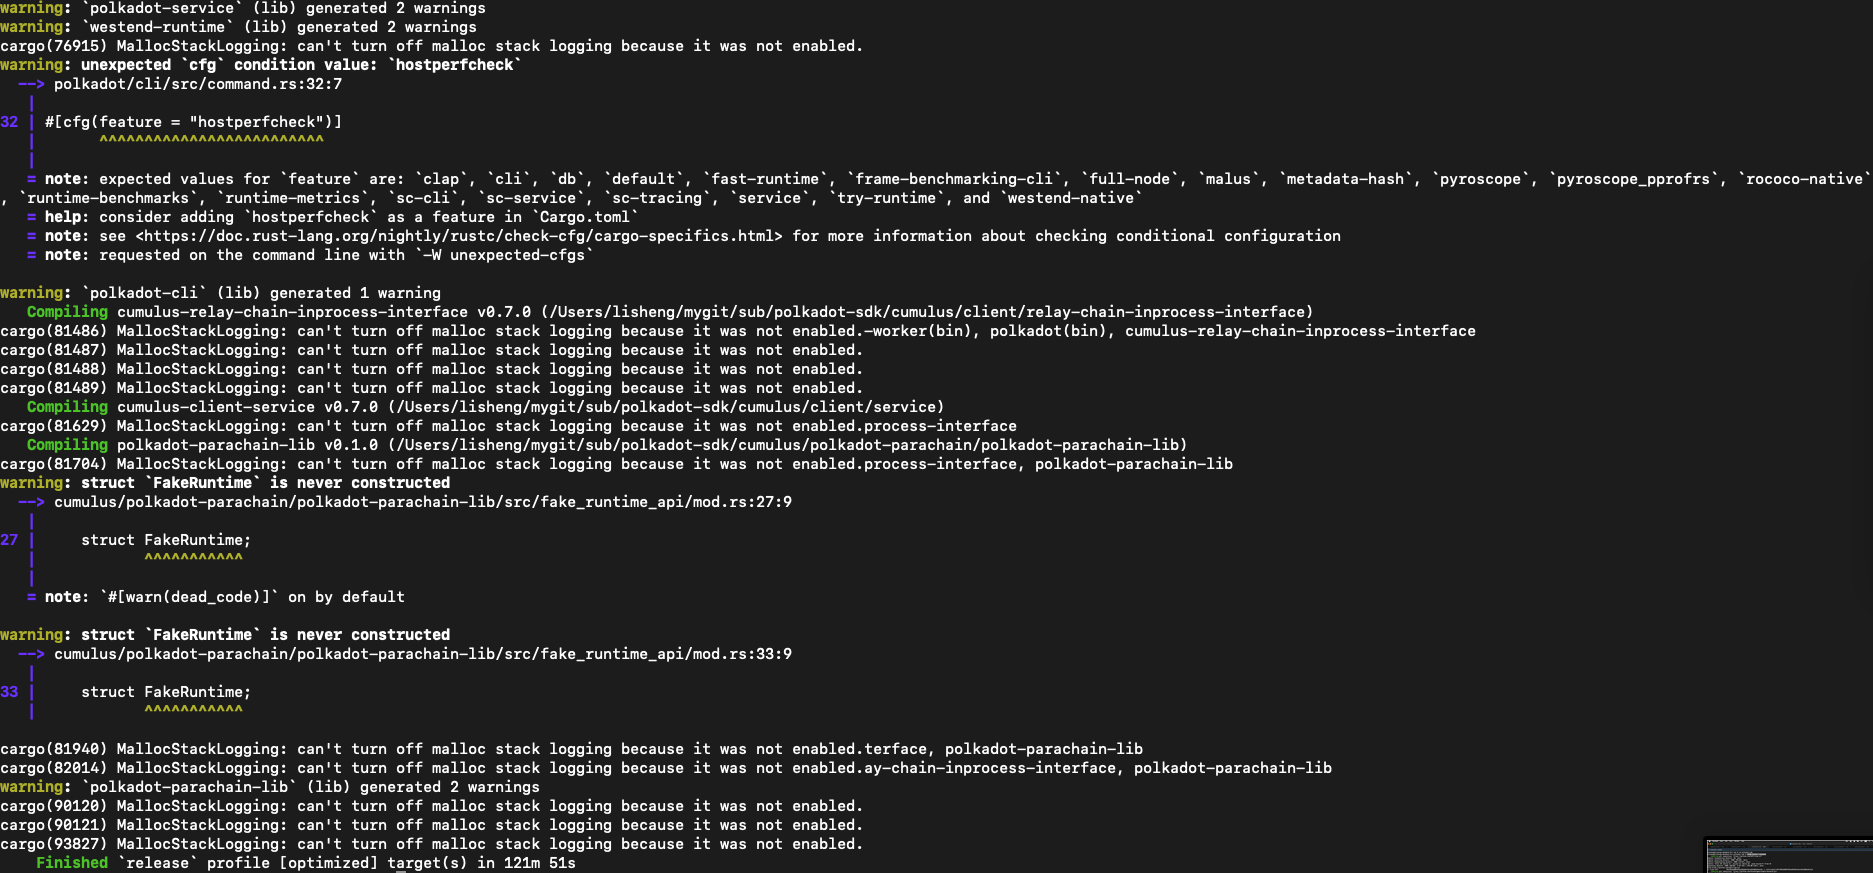 warning: `polkadot-service` (lib) generated 2 warnings
warning: `westend-runtime` (lib) generated 2 warnings
cargo(76915) MallocStackLogging: can't turn off malloc stack logging because it was not enabled.
warning: unexpected `cfg` condition value: `hostperfcheck`
  --> polkadot/cli/src/command.rs:32:7
   |
32 | #[cfg(feature = "hostperfcheck")]
   |       ^^^^^^^^^^^^^^^^^^^^^^^^^
   |
   = note: expected values for `feature` are: `clap`, `cli`, `db`, `default`, `fast-runtime`, `frame-benchmarking-cli`, `full-node`, `malus`, `metadata-hash`, `pyroscope`, `pyroscope_pprofrs`, `rococo-native`
, `runtime-benchmarks`, `runtime-metrics`, `sc-cli`, `sc-service`, `sc-tracing`, `service`, `try-runtime`, and `westend-native`
   = help: consider adding `hostperfcheck` as a feature in `Cargo.toml`
   = note: see <https://doc.rust-lang.org/nightly/rustc/check-cfg/cargo-specifics.html> for more information about checking conditional configuration
   = note: requested on the command line with `-W unexpected-cfgs`

warning: `polkadot-cli` (lib) generated 1 warning
   Compiling cumulus-relay-chain-inprocess-interface v0.7.0 (/Users/lisheng/mygit/sub/polkadot-sdk/cumulus/client/relay-chain-inprocess-interface)
cargo(81486) MallocStackLogging: can't turn off malloc stack logging because it was not enabled.-worker(bin), polkadot(bin), cumulus-relay-chain-inprocess-interface
cargo(81487) MallocStackLogging: can't turn off malloc stack logging because it was not enabled.
cargo(81488) MallocStackLogging: can't turn off malloc stack logging because it was not enabled.
cargo(81489) MallocStackLogging: can't turn off malloc stack logging because it was not enabled.
   Compiling cumulus-client-service v0.7.0 (/Users/lisheng/mygit/sub/polkadot-sdk/cumulus/client/service)
cargo(81629) MallocStackLogging: can't turn off malloc stack logging because it was not enabled.process-interface
   Compiling polkadot-parachain-lib v0.1.0 (/Users/lisheng/mygit/sub/polkadot-sdk/cumulus/polkadot-parachain/polkadot-parachain-lib)
cargo(81704) MallocStackLogging: can't turn off malloc stack logging because it was not enabled.process-interface, polkadot-parachain-lib
warning: struct `FakeRuntime` is never constructed
  --> cumulus/polkadot-parachain/polkadot-parachain-lib/src/fake_runtime_api/mod.rs:27:9
   |
27 |     struct FakeRuntime;
   |            ^^^^^^^^^^^
   |
   = note: `#[warn(dead_code)]` on by default

warning: struct `FakeRuntime` is never constructed
  --> cumulus/polkadot-parachain/polkadot-parachain-lib/src/fake_runtime_api/mod.rs:33:9
   |
33 |     struct FakeRuntime;
   |            ^^^^^^^^^^^

cargo(81940) MallocStackLogging: can't turn off malloc stack logging because it was not enabled.terface, polkadot-parachain-lib
cargo(82014) MallocStackLogging: can't turn off malloc stack logging because it was not enabled.ay-chain-inprocess-interface, polkadot-parachain-lib
warning: `polkadot-parachain-lib` (lib) generated 2 warnings
cargo(90120) MallocStackLogging: can't turn off malloc stack logging because it was not enabled.
cargo(90121) MallocStackLogging: can't turn off malloc stack logging because it was not enabled.
cargo(93827) MallocStackLogging: can't turn off malloc stack logging because it was not enabled.
    Finished `release` profile [optimized] target(s) in 121m 51s